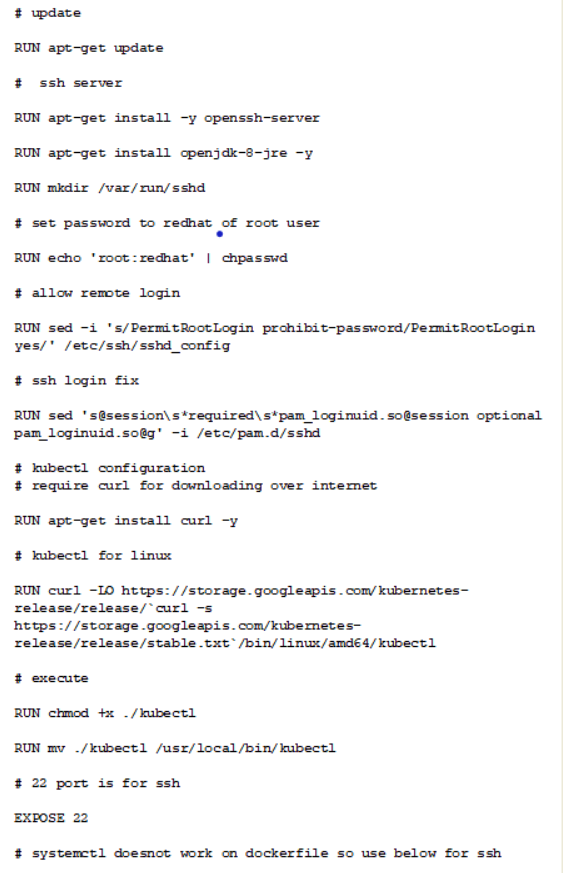 # update
RUN apt-get update
#  ssh server
RUN apt-get install -y openssh-server
RUN apt-get install openjdk-8-jre -y
RUN mkdir /var/run/sshd
# set password to redhat of root user
RUN echo 'root:redhat' | chpasswd
# allow remote login
RUN sed -i 's/PermitRootLogin prohibit-password/PermitRootLogin
yes/' /etc/ssh/sshd_config
# ssh login fix
RUN sed 's@session\s*required\s*pam_loginuid.so@session optional
pam_loginuid.so@g' -i /etc/pam.d/sshd
# kubectl configuration
# require curl for downloading over internet
RUN apt-get install curl -y
# kubectl for linux
RUN curl -LO https://storage.googleapis.com/kubernetes-
release/release/`curl -s
https://storage.googleapis.com/kubernetes-
release/release/stable.txt`/bin/linux/amd64/kubectl
# execute
RUN chmod +x ./kubectl
RUN mv ./kubectl /usr/local/bin/kubectl
# 22 port is for ssh
EXPOSE 22
# systemctl doesnot work on dockerfile so use below for ssh